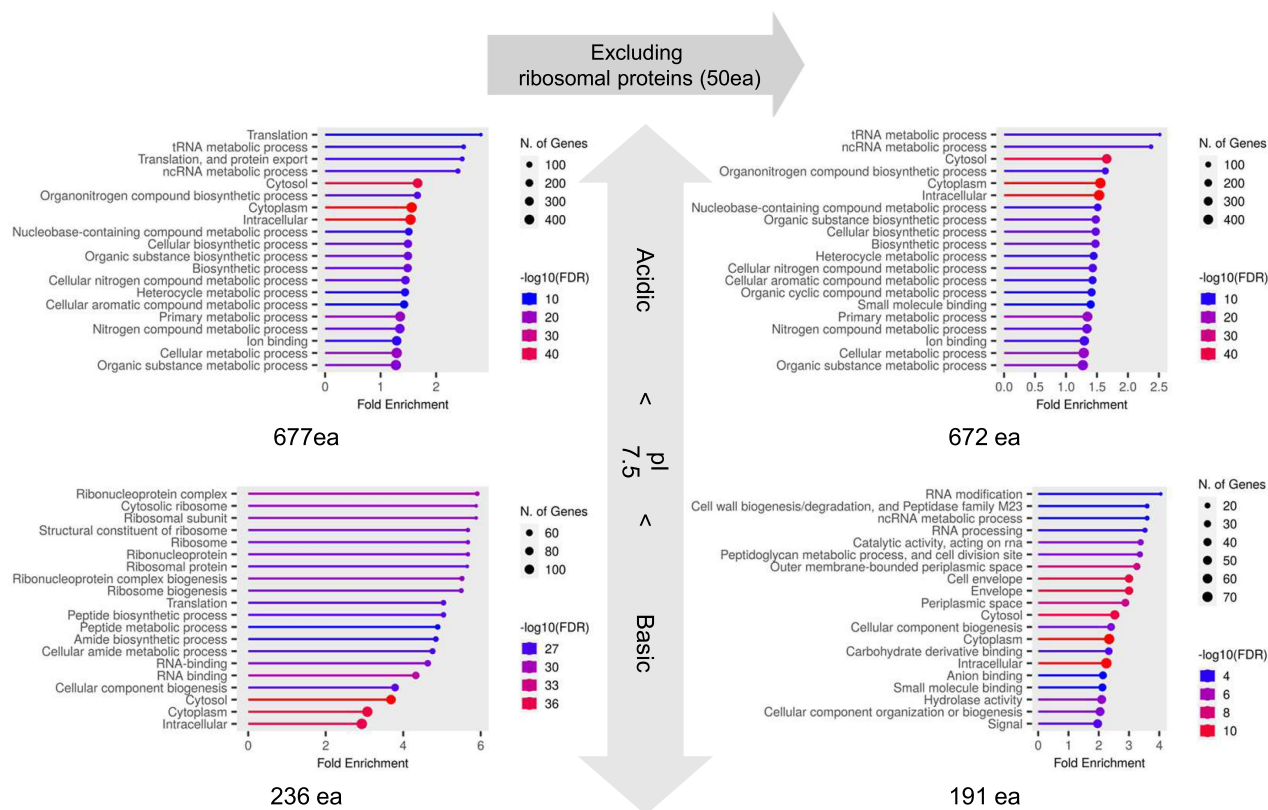 Excluding
ribosomal proteins (50ea)
Translation
tRNA metabolic process
Translation, and protein export
ncRNA metabolic process
Cytosol
Organonitrogen compound biosynthetic process
Cytoplasm
Intracellular
Nucleobase-containing compound metabolic process
Cellular biosynthetic process
Organic substance biosynthetic process
Biosynthetic process
Cellular nitrogen compound metabolic process
Heterocycle metabolic process
Cellular aromatic compound metabolic process
Primary metabolic process
Nitrogen compound metabolic process
Ion binding
Cellular metabolic process
Organic substance metabolic process
0 1 2
Fold Enrichment
N. of Genes
100
200
300
400
-log10(FDR)
10
20
30
40
677ea
tRNA metabolic process
ncRNA metabolic process
Cytosol
Organonitrogen compound biosynthetic process
Cytoplasm
Intracellular
Nucleobase-containing compound metabolic process
Organic substance biosynthetic process
Cellular biosynthetic process
Biosynthetic process
Heterocycle metabolic process
Cellular nitrogen compound metabolic process
Cellular aromatic compound metabolic process
Organic cyclic compound metabolic process
Small molecule binding
Primary metabolic process
Nitrogen compound metabolic process
Ion binding
Cellular metabolic process
Organic substance metabolic process
0.0 0.5 1.0 1.5 2.0 2.5
Fold Enrichment
N. of Genes
100
200
300
400
-log10(FDR)
10
20
30
40
672 ea
Acidic
<
pI
7.5
<
Basic
Ribonucleoprotein complex
Cytosolic ribosome
Ribosomal subunit
Structural constituent of ribosome
Ribosome
Ribonucleoprotein
Ribosomal protein
Ribonucleoprotein complex biogenesis
Ribosome biogenesis
Translation
Peptide biosynthetic process
Peptide metabolic process
Amide biosynthetic process
Cellular amide metabolic process
RNA-binding
RNA binding
Cellular component biogenesis
Cytosol
Cytoplasm
Intracellular
0 2 4 6
Fold Enrichment
N. of Genes
60
80
100
-log10(FDR)
27
30
33
36
236 ea
RNA modification
Cell wall biogenesis/degradation, and Peptidase family M23
ncRNA metabolic process
RNA processing
Catalytic activity, acting on rna
Peptidoglycan metabolic process, and cell division site
Outer membrane-bounded periplasmic space
Cell envelope
Envelope
Periplasmic space
Cytosol
Cellular component biogenesis
Cytoplasm
Carbohydrate derivative binding
Intracellular
Anion binding
Small molecule binding
Hydrolase activity
Cellular component organization or biogenesis
Signal
0 1 2 3 4
Fold Enrichment
N. of Genes
20
30
40
50
60
70
-log10(FDR)
4
6
8
10
191 ea